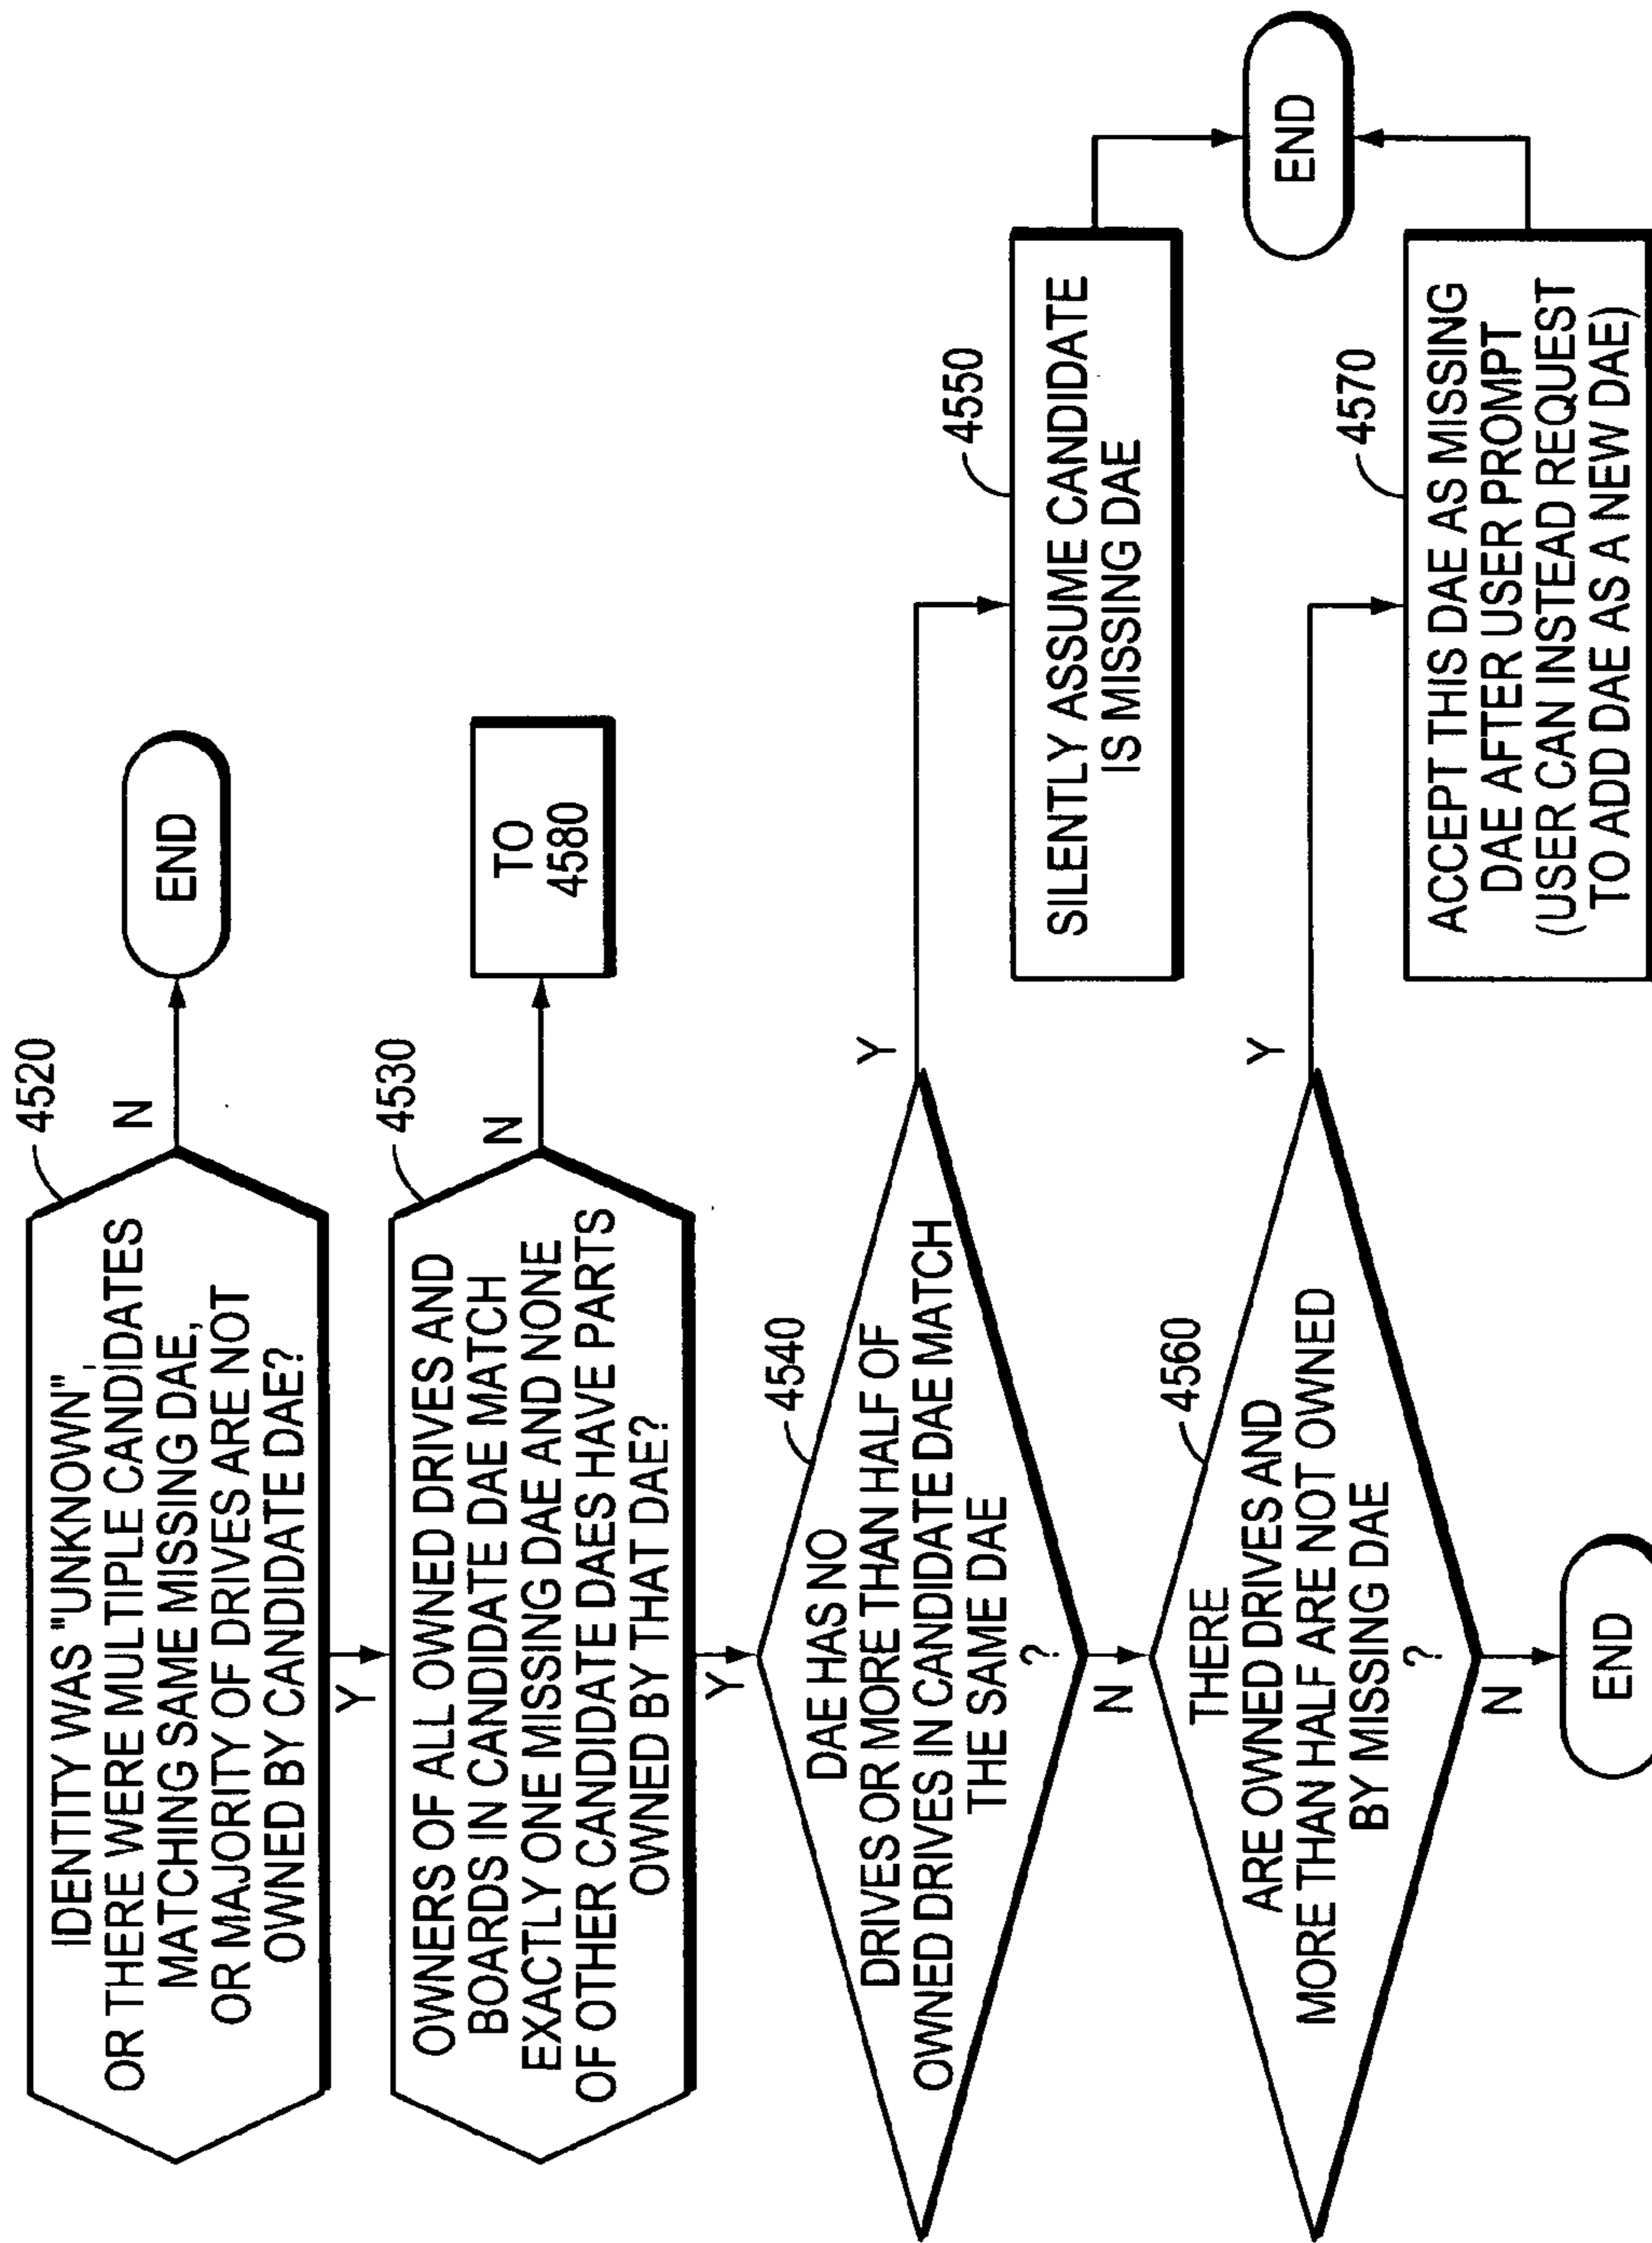 4520
IDENTITY WAS "UNKNOWN",
OR THERE WERE MULTIPLE CANDIDATES
MATCHING SAME MISSING DAE,
OR MAJORITY OF DRIVES ARE NOT
OWNED BY CANDIDATE DAE?
N
END
Y
4530
OWNERS OF ALL OWNED DRIVES AND
BOARDS IN CANDIDATE DAE MATCH
EXACTLY ONE MISSING DAE AND NONE
OF OTHER CANDIDATE DAES HAVE PARTS
OWNED BY THAT DAE?
N
TO
4580
Y
4540
DAE HAS NO
DRIVES OR MORE THAN HALF OF
OWNED DRIVES IN CANDIDATE DAE MATCH
THE SAME DAE
?
Y
4550
SILENTLY ASSUME CANDIDATE
IS MISSING DAE
N
4560
THERE
ARE OWNED DRIVES AND
MORE THAN HALF ARE NOT OWNED
BY MISSING DAE
?
Y
4570
ACCEPT THIS DAE AS MISSING
DAE AFTER USER PROMPT
(USER CAN INSTEAD REQUEST
TO ADD DAE AS A NEW DAE)
END
N
END